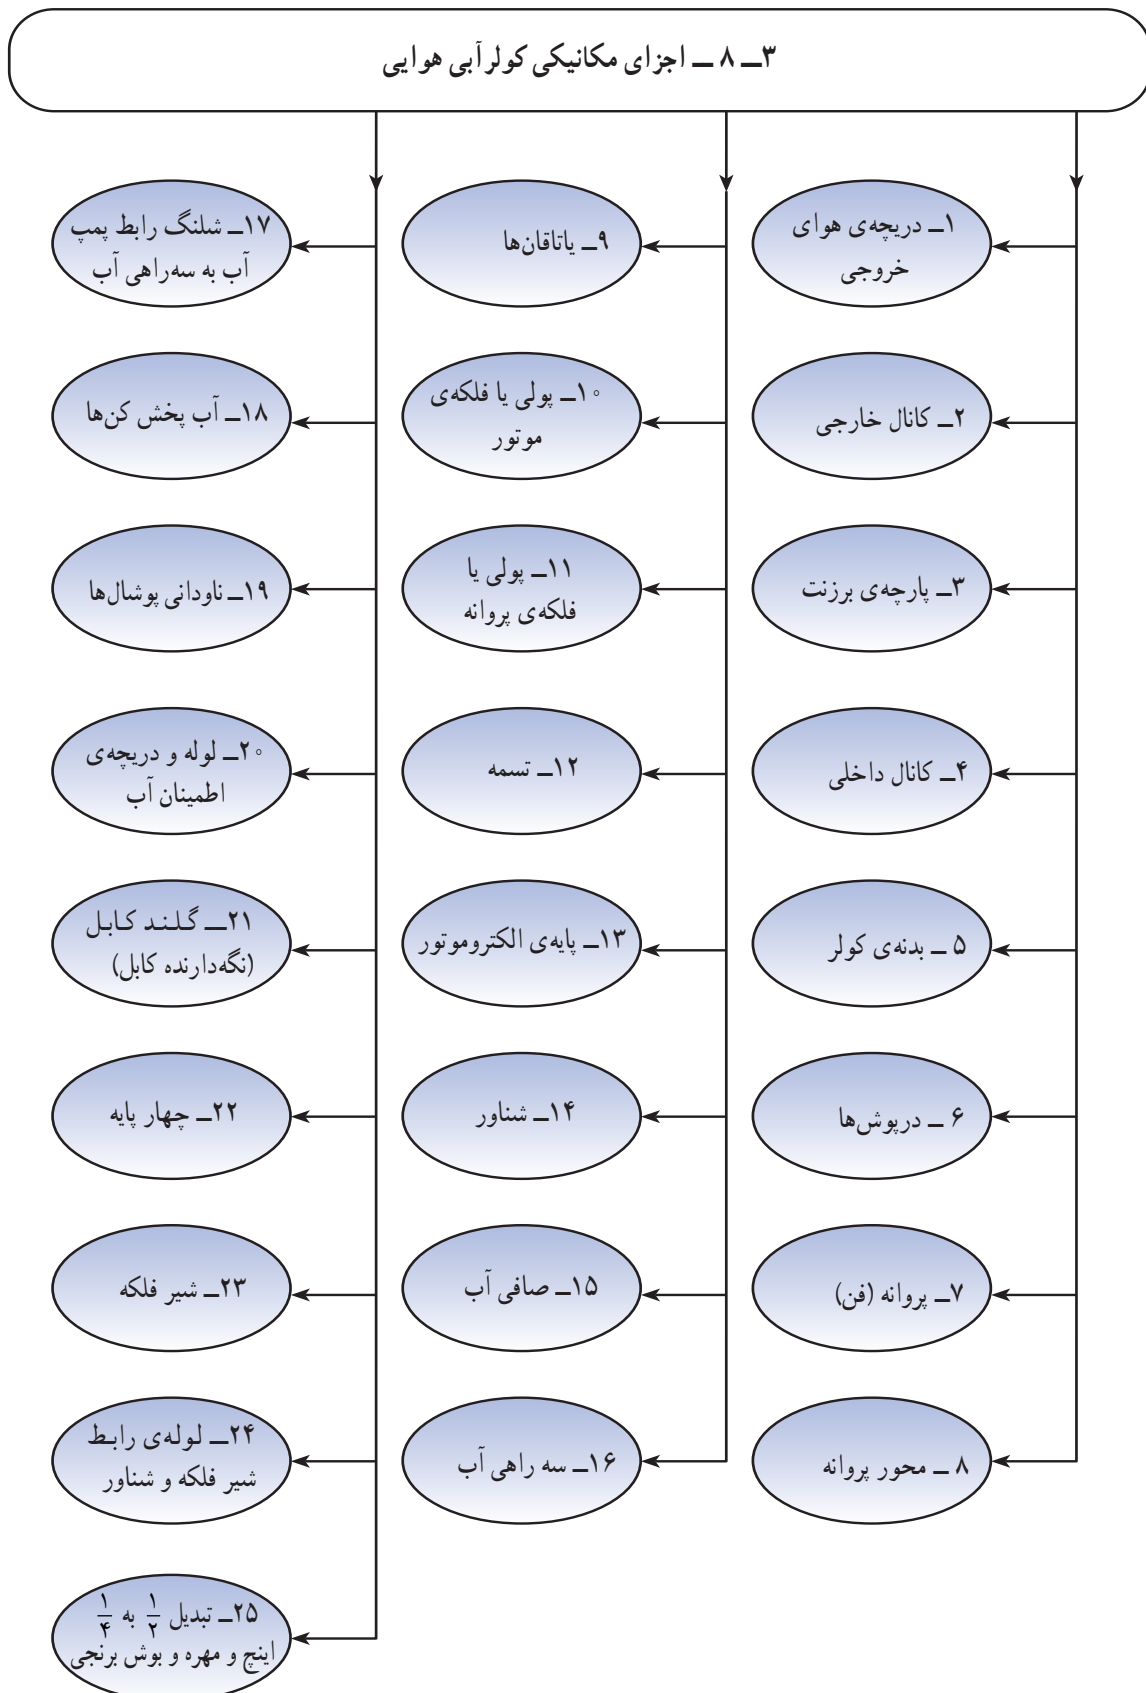 ۳ــ ۸ ــ اجزای مکانیکی کولر آبی هوایی
۱ــ دریچه‌ی هوای
خروجی
۲ــ کانال خارجی
۳ــ پارچه‌ی برزنت
۴ــ کانال داخلی
۵ ــ بدنه‌ی کولر
۶ ــ درپوش‌ها
۷ــ پروانه (فن)
۸ ــ محور پروانه
۹ــ یاتاقان‌ها
۱۰ــ پولی یا فلکه‌ی
موتور
۱۱ــ پولی یا
فلکه‌ی پروانه
۱۲ــ تسمه
۱۳ــ پایه‌ی الکتروموتور
۱۴ــ شناور
۱۵ــ صافی آب
۱۶ــ سه راهی آب
۱۷ــ شلنگ رابط پمپ
آب به سه‌راهی آب
۱۸ــ آب پخش کن‌ها
۱۹ــ ناودانی پوشال‌ها
۲۰ــ لوله و دریچه‌ی
اطمینان آب
۲۱ــ گلند کابل
(نگه‌دارنده کابل)
۲۲ــ چهار پایه
۲۳ــ شیر فلکه
۲۴ــ لوله‌ی رابط
شیر فلکه و شناور
۲۵ــ تبدیل ۱/۲ به ۱/۴
اینچ و مهره و بوش برنجی